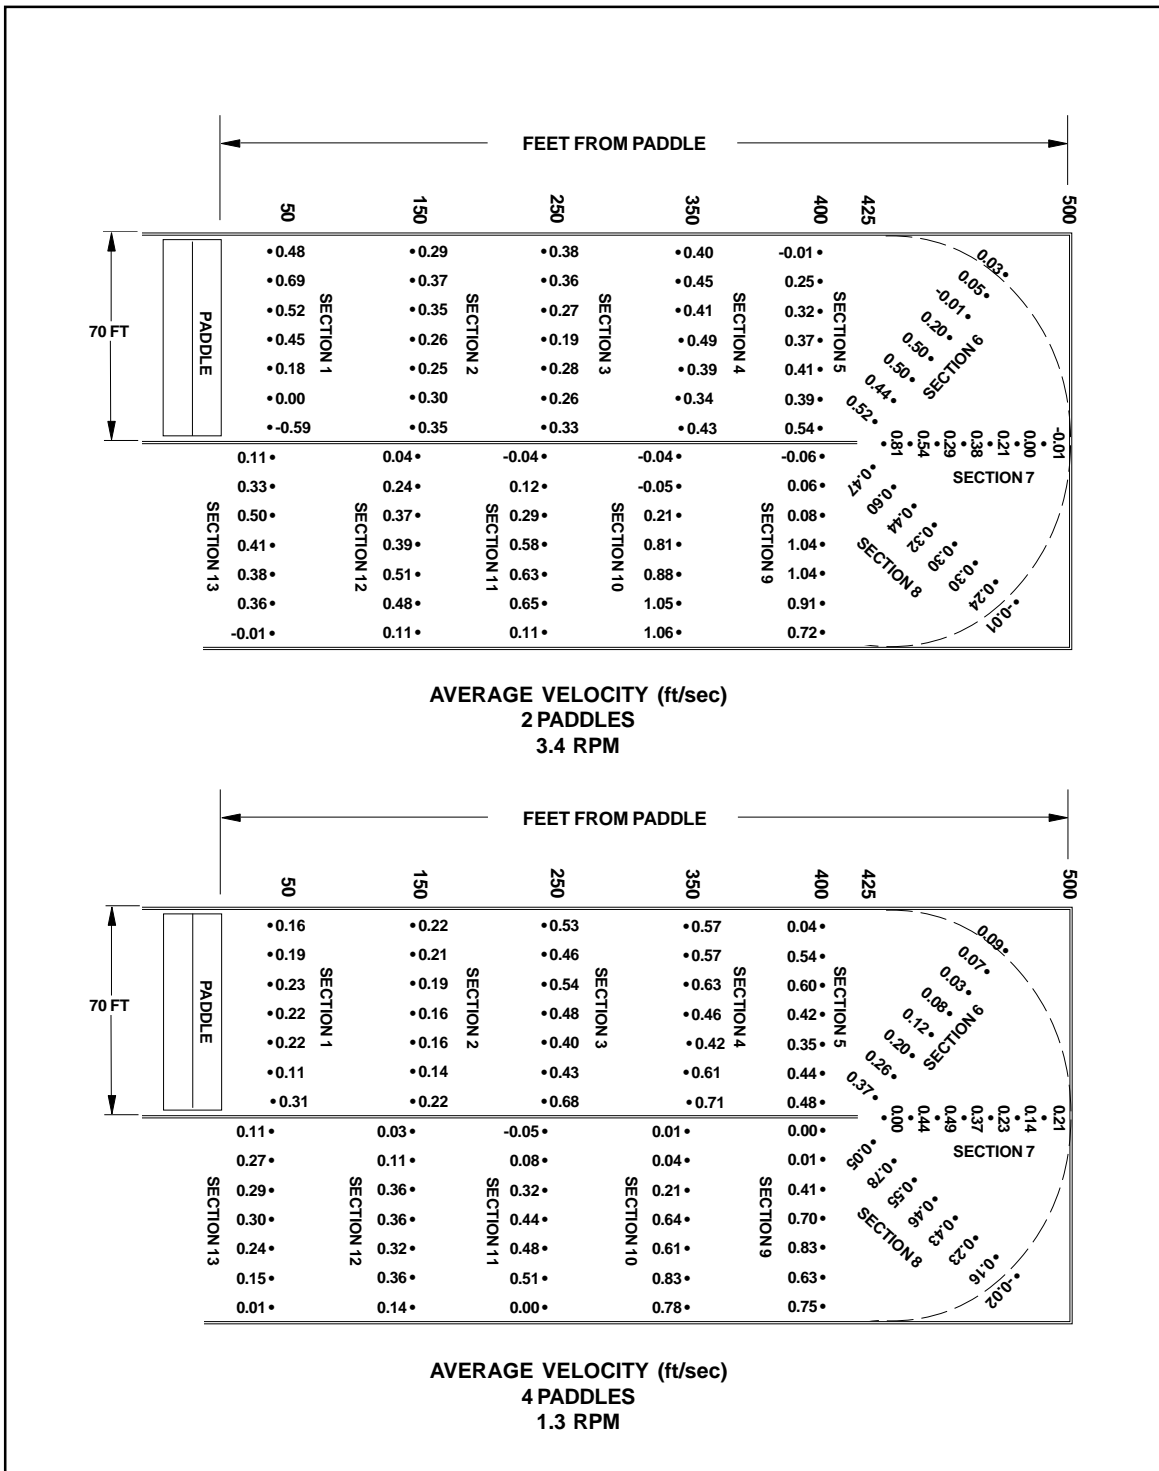 FEET FROM PADDLE
50 150 250 350 400 425 500
0.48 0.29 0.38 0.40 -0.01 0.03
0.69 0.37 0.36 0.45 0.25 0.05
0.52 0.35 0.27 0.41 0.32 -0.01
0.45 0.26 0.19 0.49 0.37 0.20
0.18 0.25 0.28 0.39 0.41 0.50
0.00 0.30 0.26 0.34 0.39 0.50
-0.59 0.35 0.33 0.43 0.54 0.44
0.52
70 FT
PADDLE
SECTION 1
SECTION 2
SECTION 3
SECTION 4
SECTION 5
SECTION 6
0.81 0.54 0.29 0.38 0.21 0.00 -0.01
SECTION 7
0.11 0.04 -0.04 -0.04 -0.06 0.47
0.33 0.24 0.12 -0.05 0.06 0.60
0.50 0.37 0.29 0.21 0.08 0.44
0.41 0.39 0.58 0.81 1.04 0.32
0.38 0.51 0.63 0.88 1.04 0.30
0.36 0.48 0.65 1.05 0.91 0.30
-0.01 0.11 0.11 1.06 0.72 0.24
-0.01
SECTION 13
SECTION 12
SECTION 11
SECTION 10
SECTION 9
SECTION 8
AVERAGE VELOCITY (ft/sec)
2 PADDLES
3.4 RPM
FEET FROM PADDLE
50 150 250 350 400 425 500
0.16 0.22 0.53 0.57 0.04 0.09
0.19 0.21 0.46 0.57 0.54 0.07
0.23 0.19 0.54 0.63 0.60 0.03
0.22 0.16 0.48 0.46 0.42 0.08
0.22 0.16 0.40 0.42 0.35 0.12
0.11 0.14 0.43 0.61 0.44 0.20
0.31 0.22 0.68 0.71 0.48 0.26
0.37
70 FT
PADDLE
SECTION 1
SECTION 2
SECTION 3
SECTION 4
SECTION 5
SECTION 6
0.00 0.44 0.49 0.37 0.23 0.14 0.21
SECTION 7
0.11 0.03 -0.05 0.01 0.00 0.05
0.27 0.11 0.08 0.04 0.01 0.78
0.29 0.36 0.32 0.21 0.41 0.55
0.30 0.36 0.44 0.64 0.70 0.46
0.24 0.32 0.48 0.61 0.83 0.43
0.15 0.36 0.51 0.83 0.63 0.23
0.01 0.14 0.00 0.78 0.75 0.16
-0.02
SECTION 13
SECTION 12
SECTION 11
SECTION 10
SECTION 9
SECTION 8
AVERAGE VELOCITY (ft/sec)
4 PADDLES
1.3 RPM